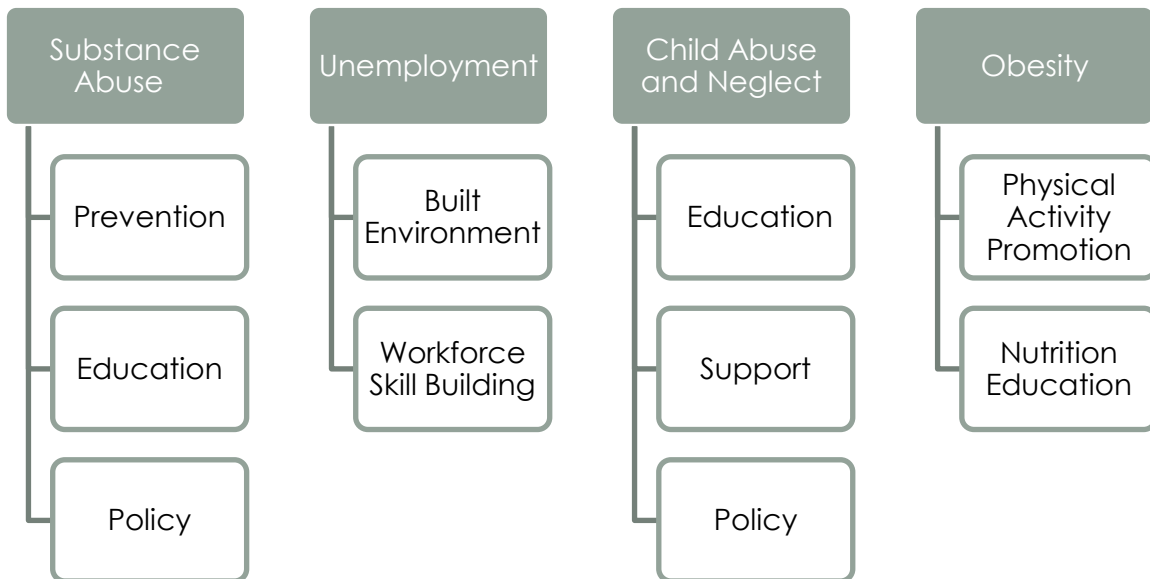 Substance
Abuse
Prevention
Education
Policy
Unemployment
Built
Environment
Workforce
Skill Building
Child Abuse
and Neglect
Education
Support
Policy
Obesity
Physical
Activity
Promotion
Nutrition
Education